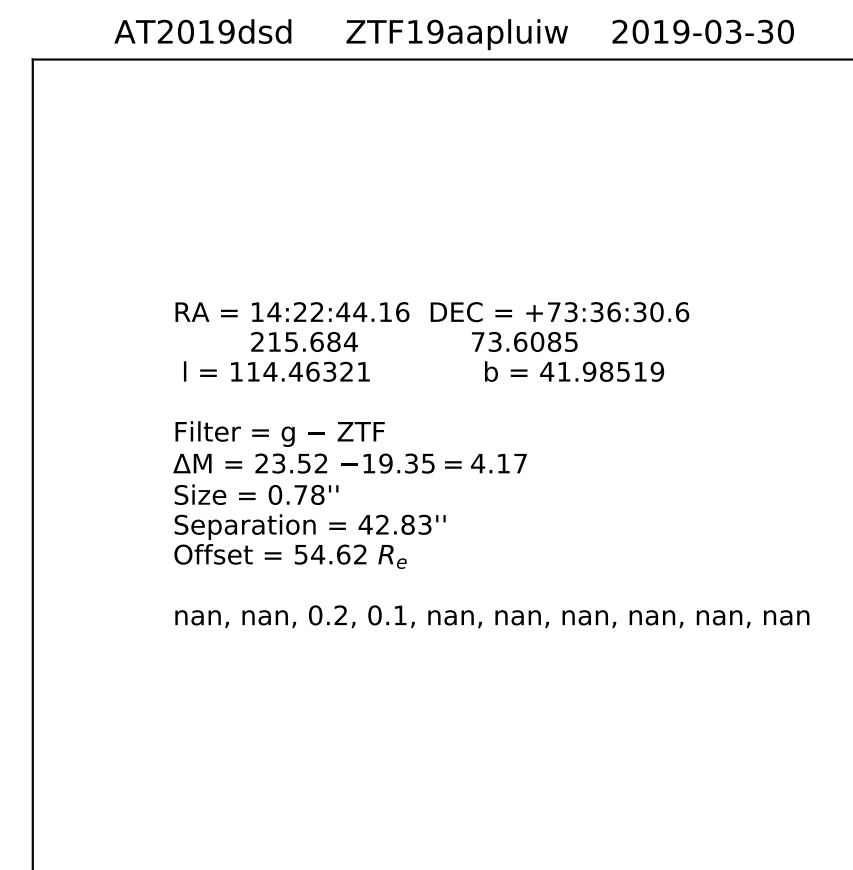 AT2019dsd ZTF19aapluiw 2019-03-30
RA = 14:22:44.16 DEC = +73:36:30.6
215.684 73.6085
l = 114.46321 b = 41.98519
Filter = g − ZTF
ΔM = 23.52 −19.35 = 4.17
Size = 0.78''
Separation = 42.83''
Offset = 54.62 Re
nan, nan, 0.2, 0.1, nan, nan, nan, nan, nan, nan